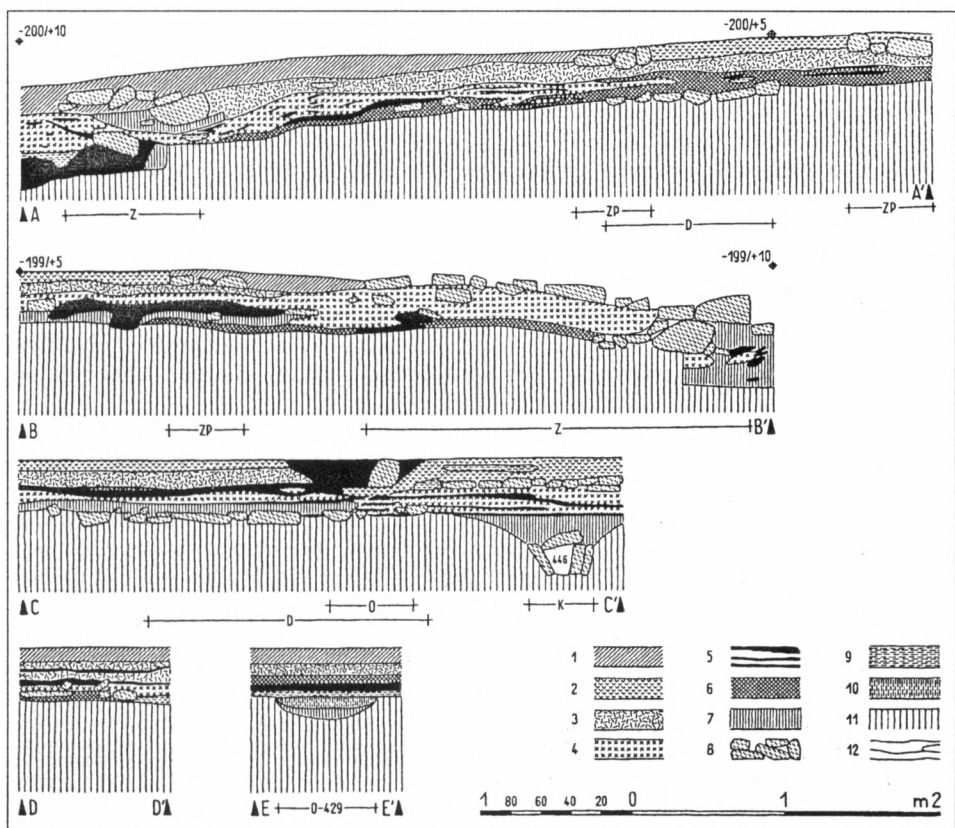 -200/+10 -200/+5
A A'
Z ZP D ZP
-199/+5 -199/+10
B B'
ZP Z
446
C C'
O K
D
1 5 9
2 6 10
3 7 11
4 8 12
D D' E O-429 E'
1 80 60 40 20 0 1 m 2